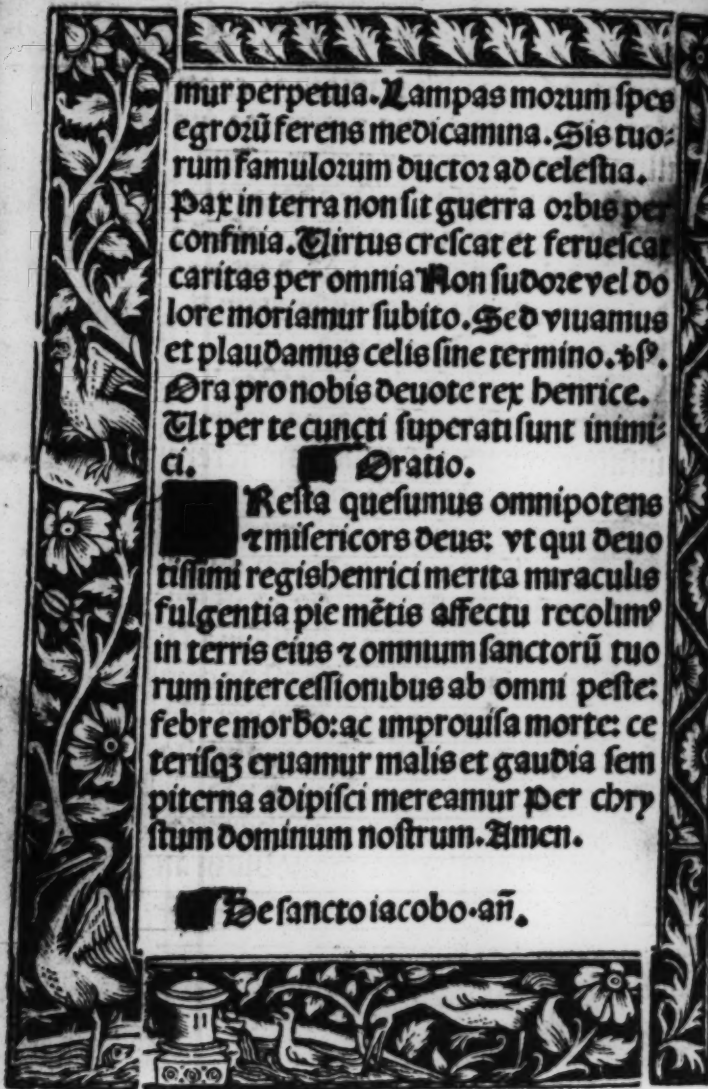 mur perpetua. Lampas morum spes
egrorū ferens medicamina. Sis tuo⸗
rum famulorum ductor ad celestia.
Pax in terra non sit guerra orbis per
confinia. Virtus crescat et feruescat
caritas per omnia Non sudore vel do
lore moriamur subito. Sed viuamus
et plaudamus celis sine termino. vs.
Ora pro nobis deuote rex henrice.
Ut per te cuncti superati sunt inimi⸗
ci. Oratio.
Resta quesumus omnipotens
⁊ misericors deus: vt qui deuo
tissimi regis henrici merita miraculis
fulgentia pie mētis affectu recolimꝰ
in terris eius ⁊ omnium sanctorū tuo
rum intercessionibus ab omni peste:
febre morbo: ac improuisa morte: ce
terisqꝫ eruamur malis et gaudia sem
piterna adipisci mereamur Per chry
stum dominum nostrum. Amen.
De sancto iacobo. añ.